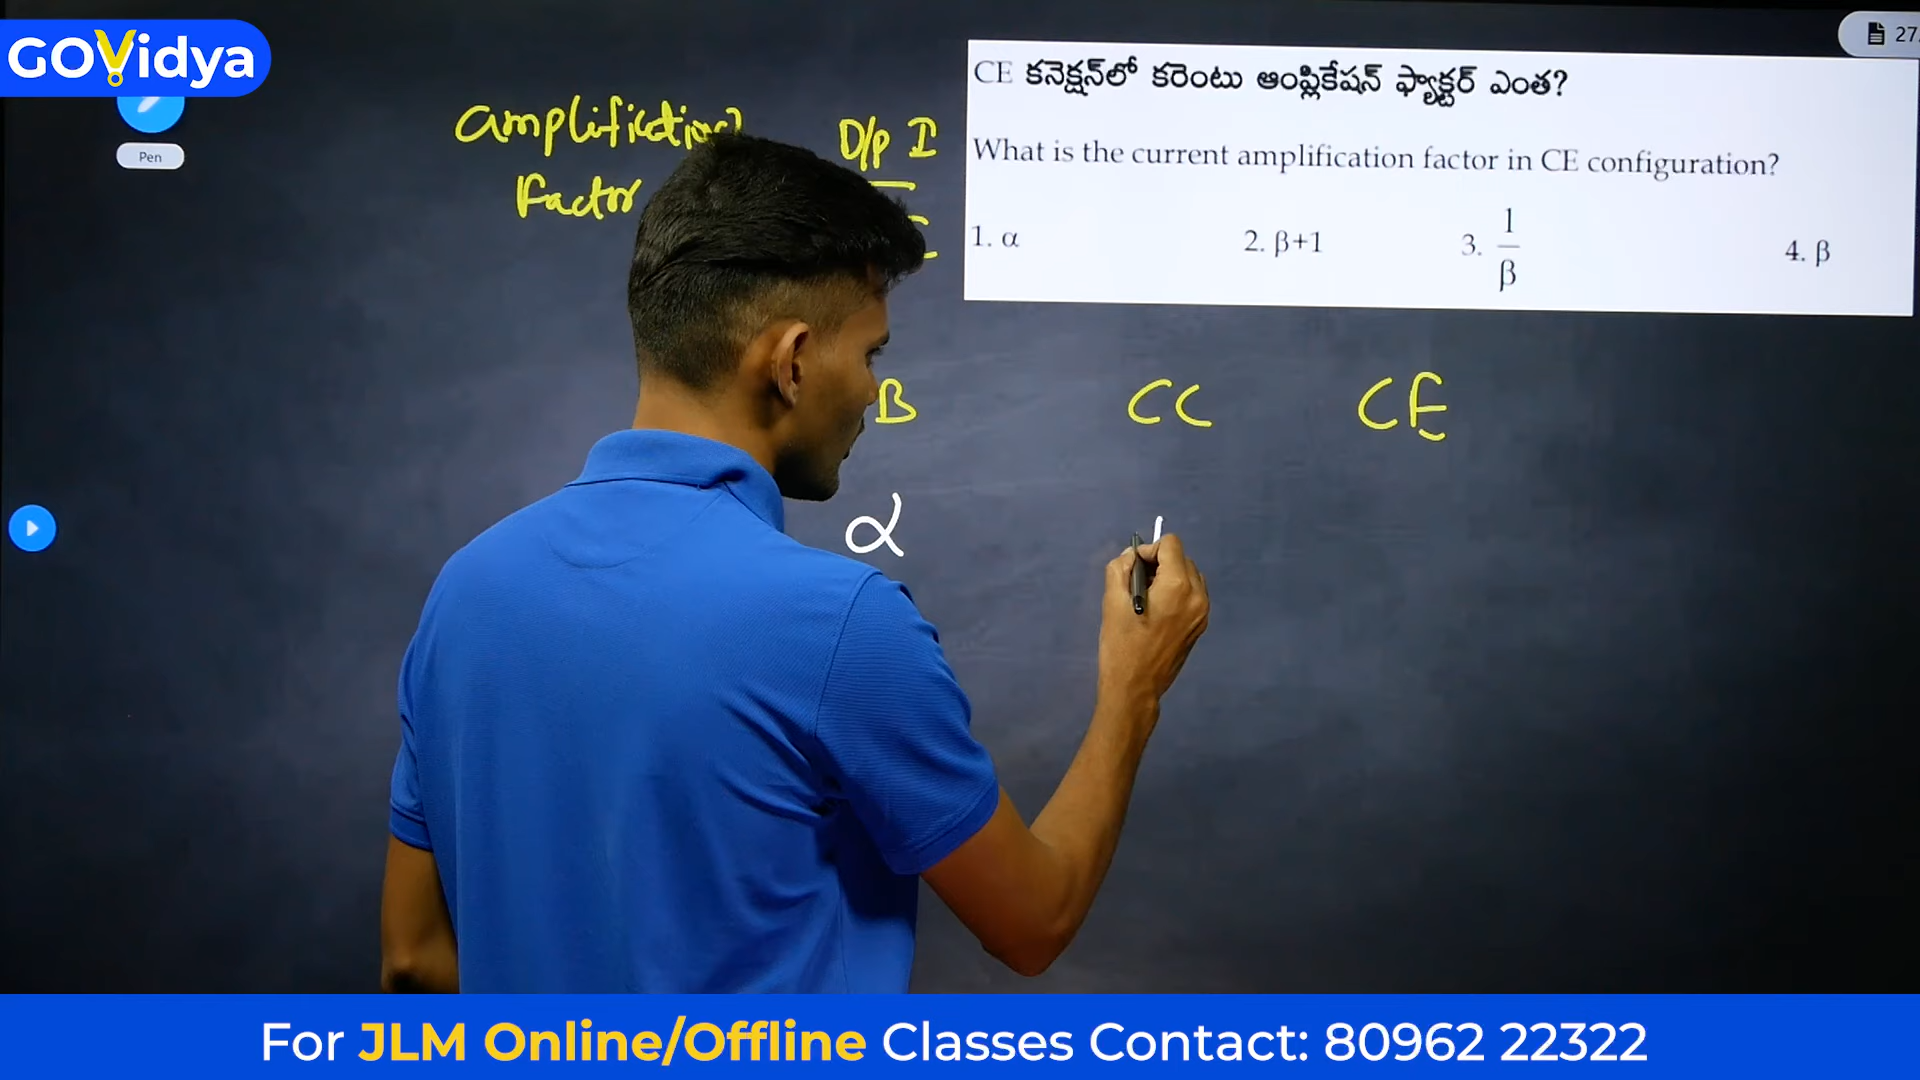 GOVidya
Pen
27.
amplification
Factor
O/p I
CE కనెక్షన్‌లో కరెంటు ఆంప్లికేషన్ ఫ్యాక్టర్ ఎంత?
What is the current amplification factor in CE configuration?
1. α 2. β+1 3. 1/β 4. β
B CC CE
α
For JLM Online/Offline Classes Contact: 80962 22322